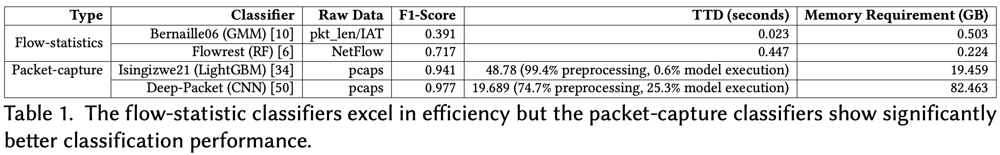 Type Classifier Raw Data F1-Score TTD (seconds) Memory Requirement (GB)
Flow-statistics Bernaille06 (GMM) [10] pkt_len/IAT 0.391 0.023 0.503
Flowrest (RF) [6] NetFlow 0.717 0.447 0.224
Packet-capture Isingizwe21 (LightGBM) [34] pcaps 0.941 48.78 (99.4% preprocessing, 0.6% model execution) 19.459
Deep-Packet (CNN) [50] pcaps 0.977 19.689 (74.7% preprocessing, 25.3% model execution) 82.463
Table 1. The flow-statistic classifiers excel in efficiency but the packet-capture classifiers show significantly
better classification performance.